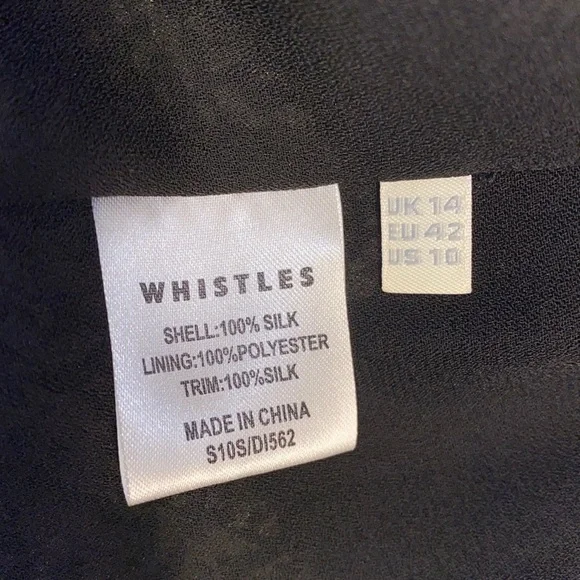 WHISTLES
SHELL:100% SILK
LINING:100%POLYESTER
TRIM:100%SILK
MADE IN CHINA
S10S/DI562
UK 14
EU 42
US 10